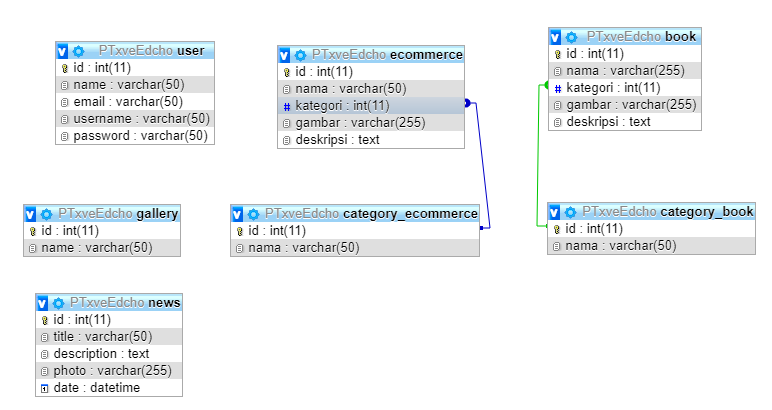 PTxveEdcho user
id : int(11)
name : varchar(50)
email : varchar(50)
username : varchar(50)
password : varchar(50)
PTxveEdcho ecommerce
id : int(11)
nama : varchar(50)
kategori : int(11)
gambar : varchar(255)
deskripsi : text
PTxveEdcho book
id : int(11)
nama : varchar(255)
kategori : int(11)
gambar : varchar(255)
deskripsi : text
PTxveEdcho gallery
id : int(11)
name : varchar(50)
PTxveEdcho category_ecommerce
id : int(11)
nama : varchar(50)
PTxveEdcho category_book
id : int(11)
nama : varchar(50)
PTxveEdcho news
id : int(11)
title : varchar(50)
description : text
photo : varchar(255)
date : datetime